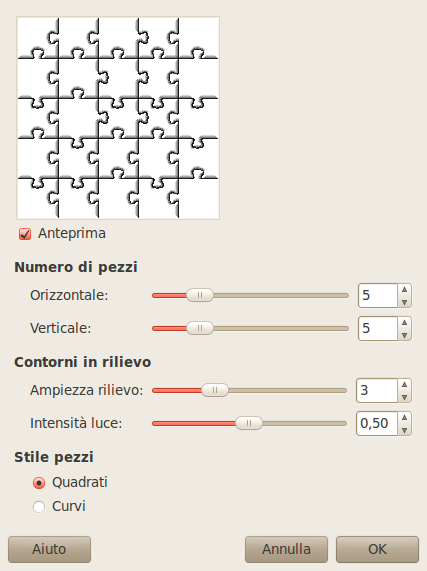 Anteprima
Numero di pezzi
Orizzontale: 5
Verticale: 5
Contorni in rilievo
Ampiezza rilievo: 3
Intensità luce: 0,50
Stile pezzi
Quadrati
Curvi
Aiuto Annulla OK